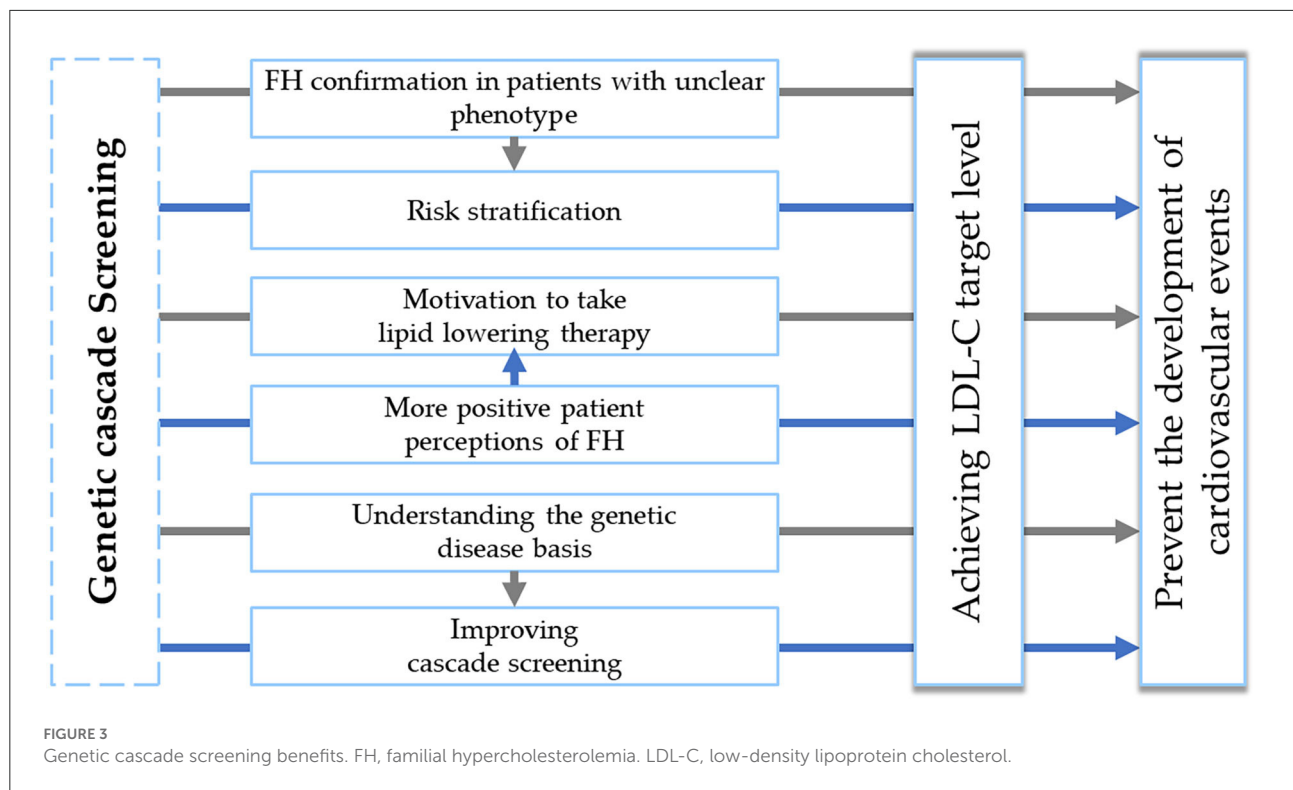 Genetic cascade Screening
FH confirmation in patients with unclear
phenotype
Risk stratification
Motivation to take
lipid lowering therapy
More positive patient
perceptions of FH
Understanding the genetic
disease basis
Improving
cascade screening
Achieving LDL-C target level
Prevent the development of
cardiovascular events
FIGURE 3
Genetic cascade screening benefits. FH, familial hypercholesterolemia. LDL-C, low-density lipoprotein cholesterol.